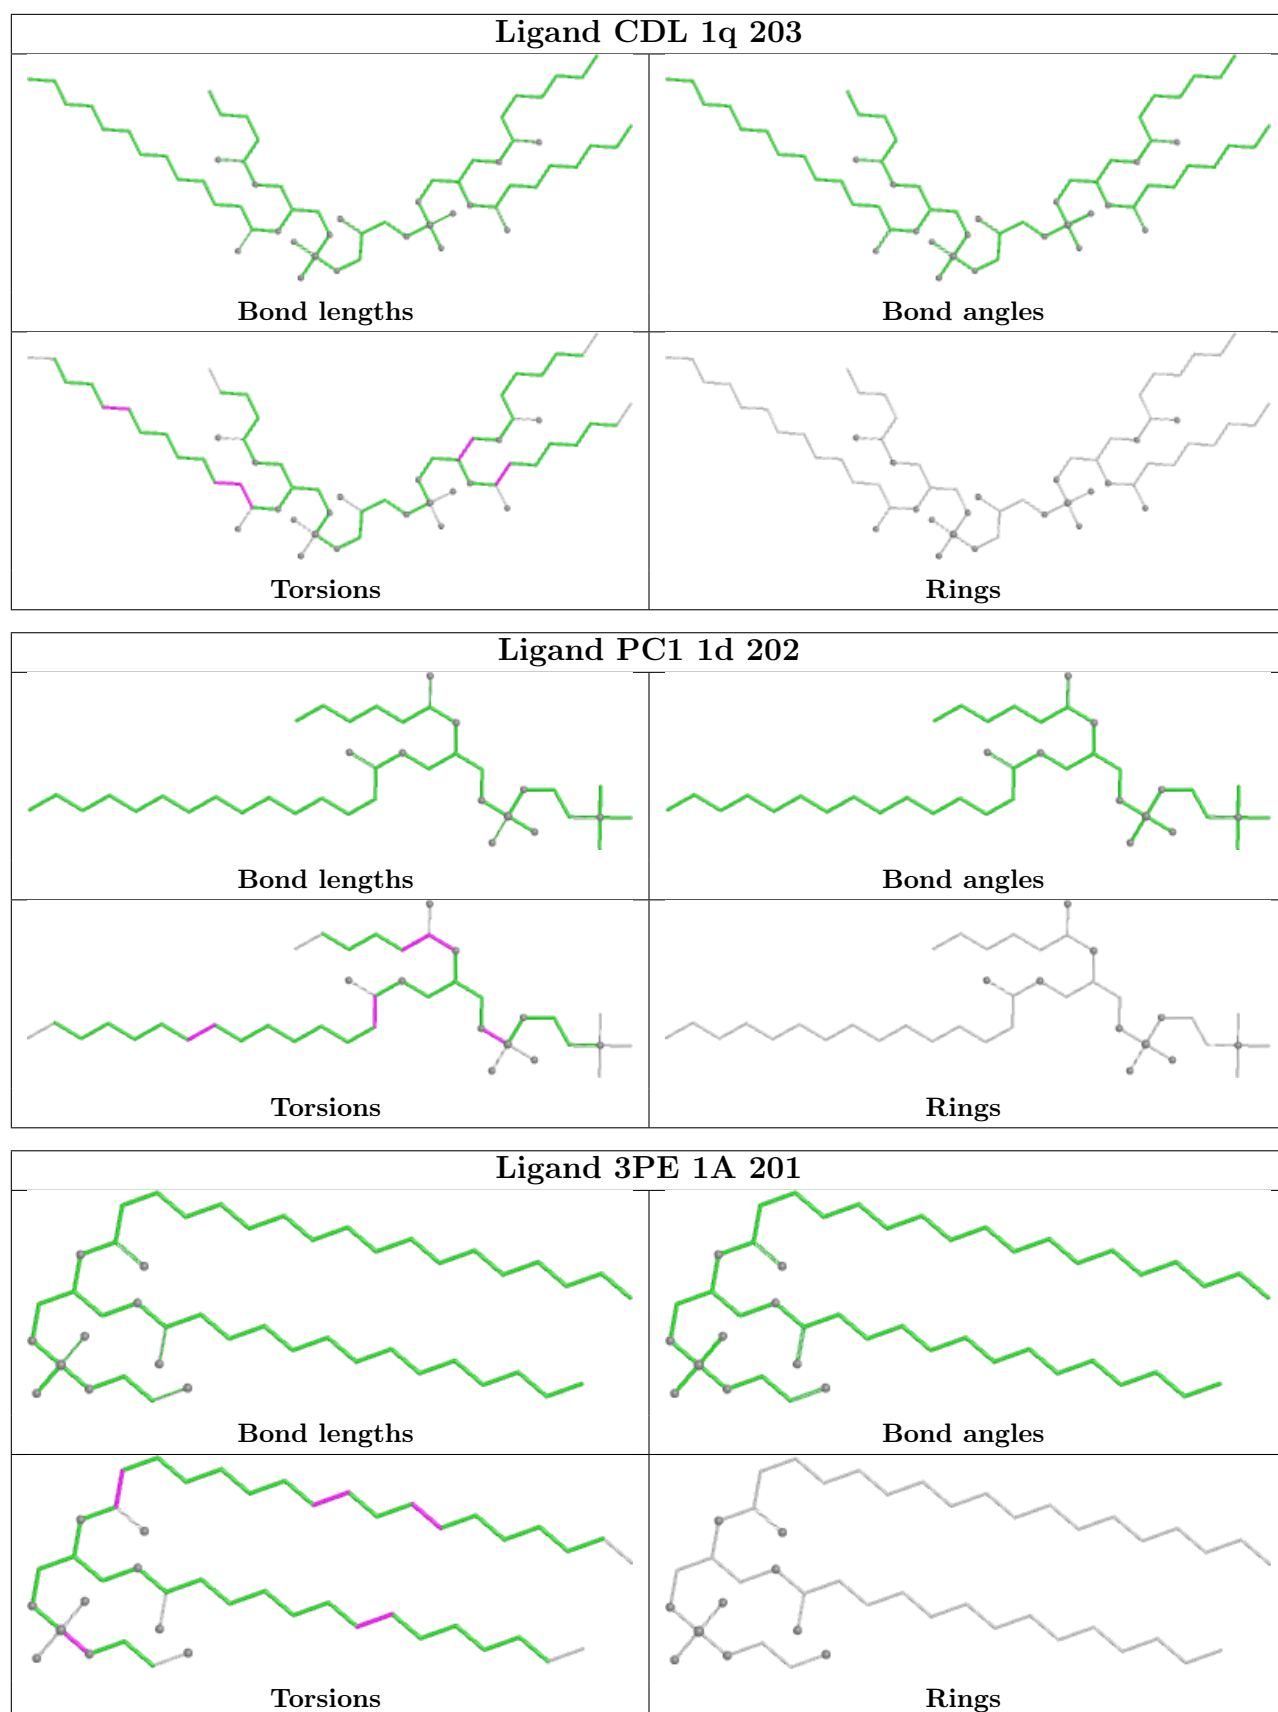 Ligand CDL 1q 203
Bond lengths
Bond angles
Torsions
Rings
Ligand PC1 1d 202
Bond lengths
Bond angles
Torsions
Rings
Ligand 3PE 1A 201
Bond lengths
Bond angles
Torsions
Rings